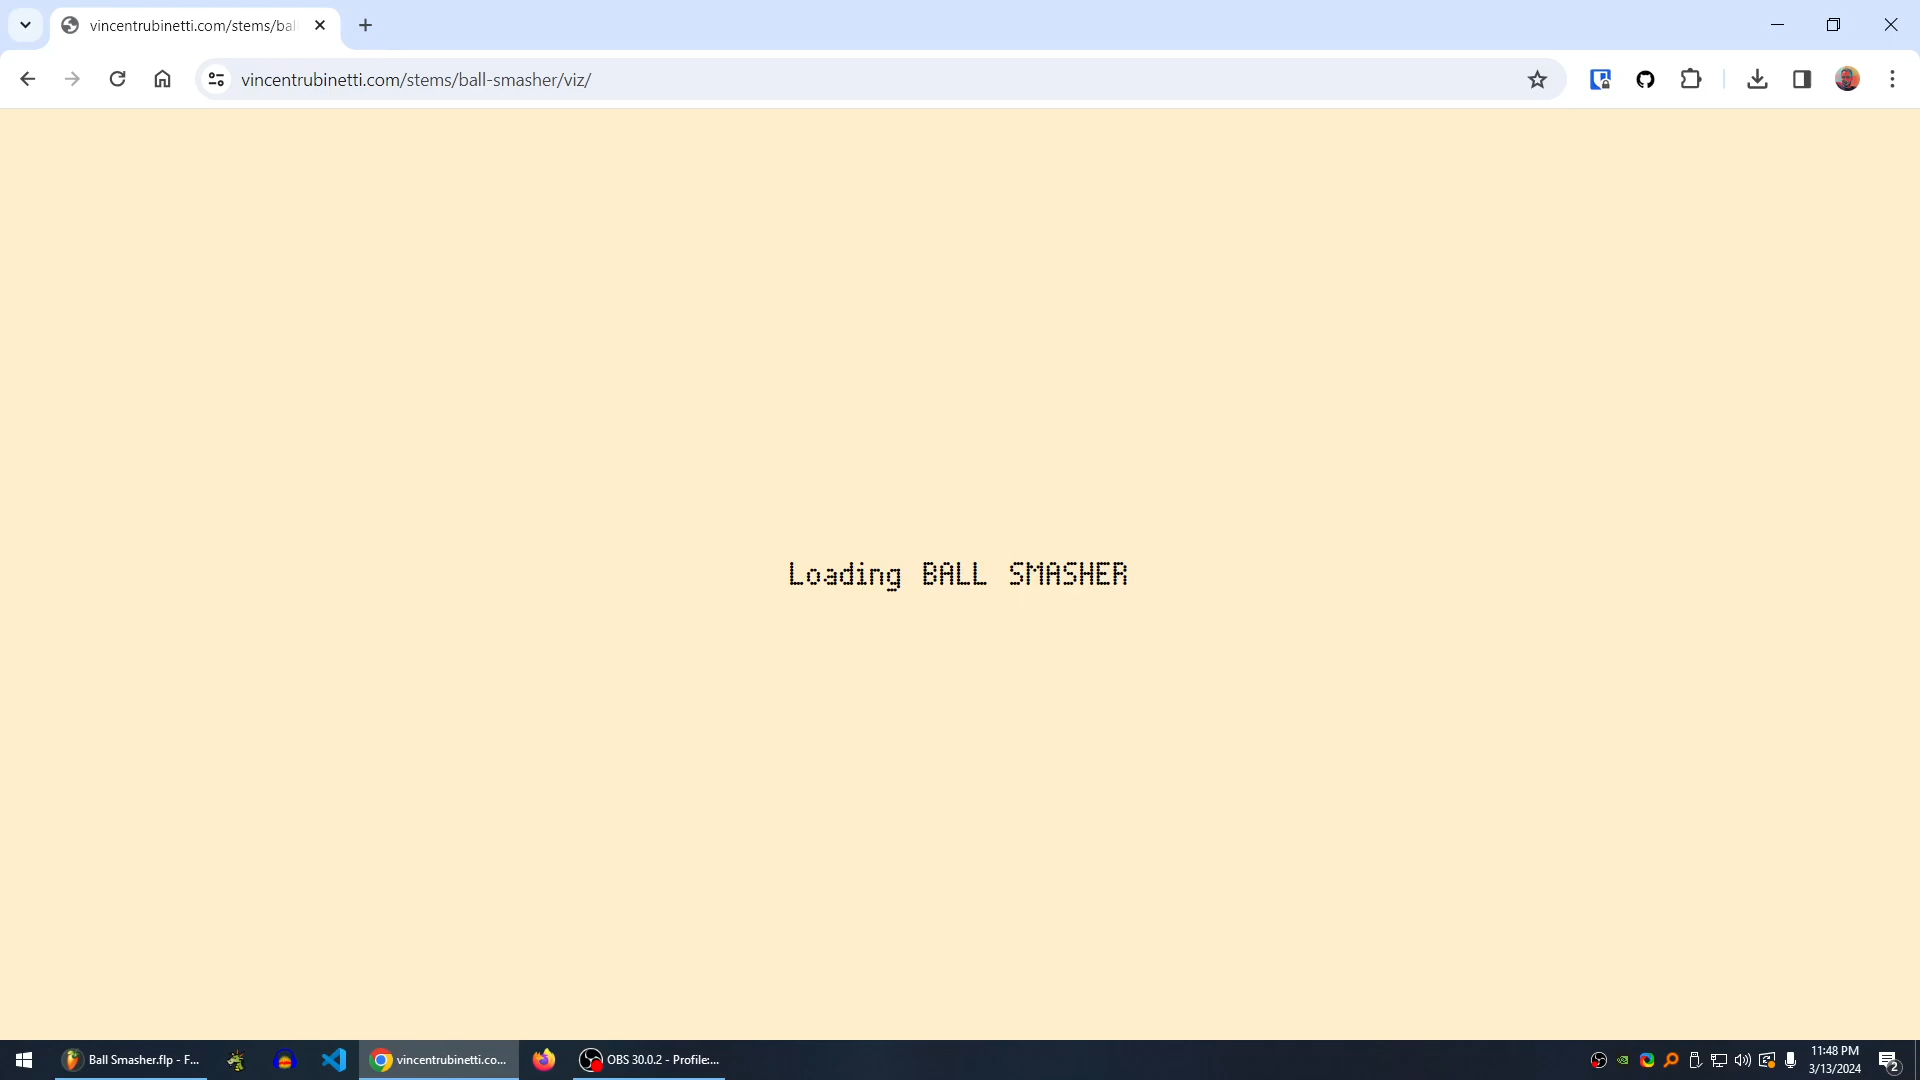 vincentrubinetti.com/stems/bal
vincentrubinetti.com/stems/ball-smasher/viz/
Loading BALL SMASHER
Ball Smasher.flp - F...
vincentrubinetti.co...
OBS 30.0.2 - Profile:...
11:48 PM
3/13/2024
2